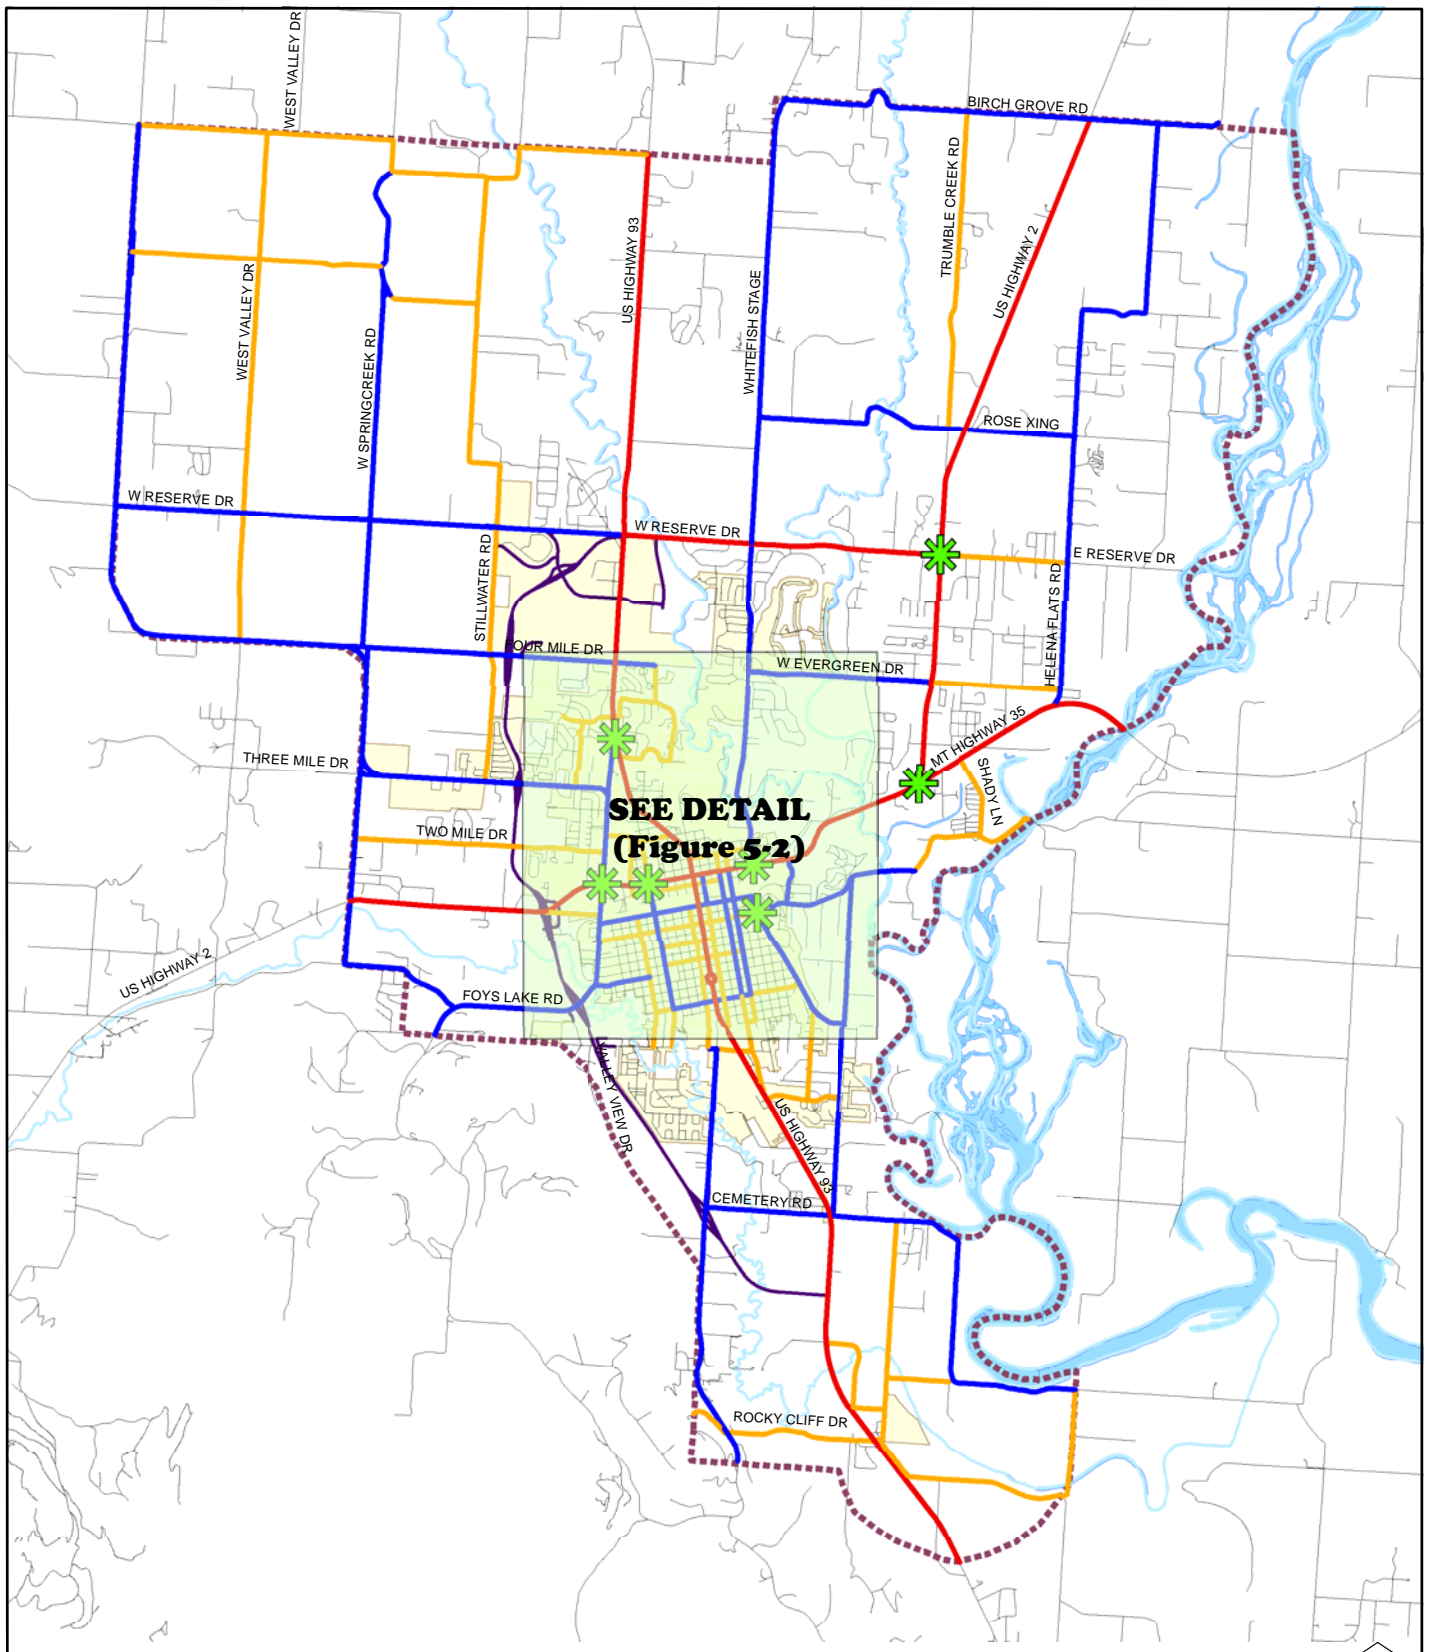 WEST VALLEY DR
BIRCH GROVE RD
TRUMBLE CREEK RD
US HIGHWAY 93
US HIGHWAY 2
WEST VALLEY DR
WHITEFISH STAGE
W SPRINGCREEK RD
ROSE XING
W RESERVE DR
W RESERVE DR
E RESERVE DR
STILLWATER RD
HELENA FLATS RD
FOUR MILE DR
W EVERGREEN DR
MT HIGHWAY 35
THREE MILE DR
SHADY LN
SEE DETAIL
(Figure 5-2)
TWO MILE DR
US HIGHWAY 2
FOYS LAKE RD
VALLEY VIEW DR
US HIGHWAY 93
CEMETERY RD
ROCKY CLIFF DR